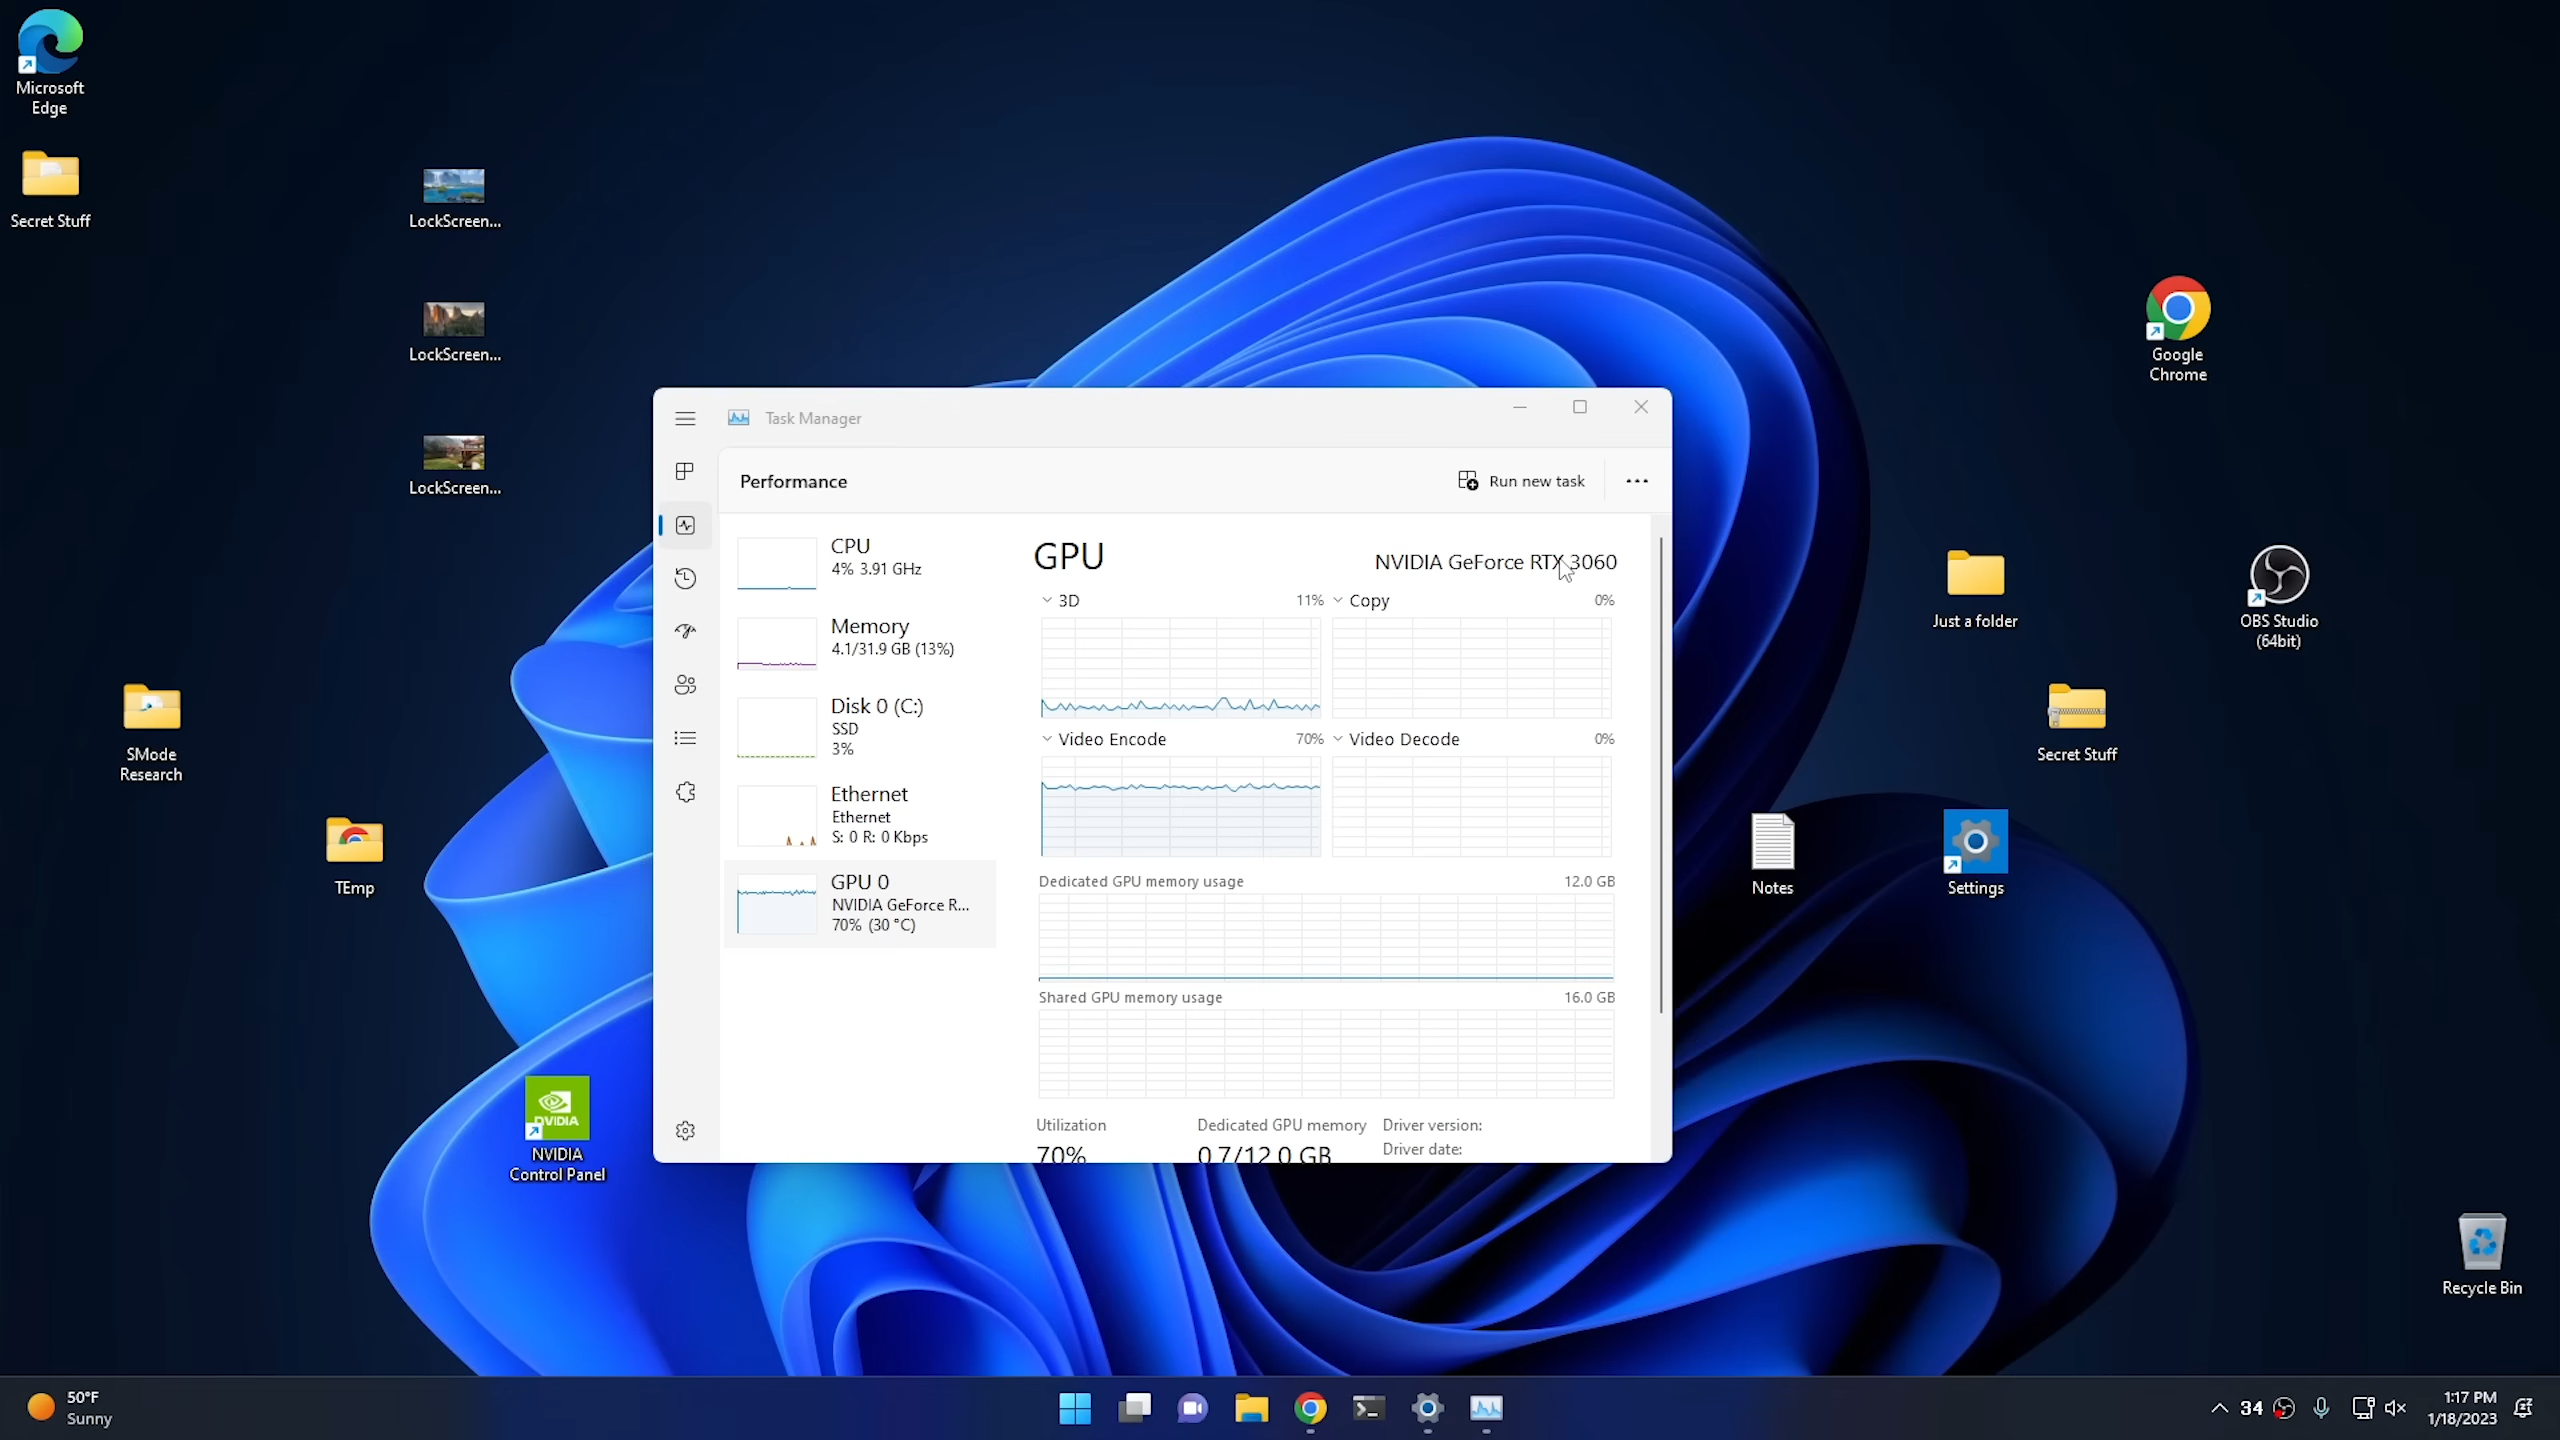 Microsoft
Edge
Secret Stuff
LockScreen...
LockScreen...
LockScreen...
SMode
Research
TEmp
NVIDIA
NVIDIA
Control Panel
Task Manager
Performance
Run new task
CPU
4% 3.91 GHz
Memory
4.1/31.9 GB (13%)
Disk 0 (C:)
SSD
3%
Ethernet
Ethernet
S: 0 R: 0 Kbps
GPU 0
NVIDIA GeForce R...
70% (30 °C)
GPU
NVIDIA GeForce RTX 3060
3D 11%
Copy 0%
Video Encode 70%
Video Decode 0%
Dedicated GPU memory usage 12.0 GB
Shared GPU memory usage 16.0 GB
Utilization
70%
Dedicated GPU memory
0.7/12.0 GB
Driver version:
Driver date:
Google
Chrome
Just a folder
OBS Studio
(64bit)
Secret Stuff
Notes
Settings
Recycle Bin
50°F
Sunny
34
1:17 PM
1/18/2023